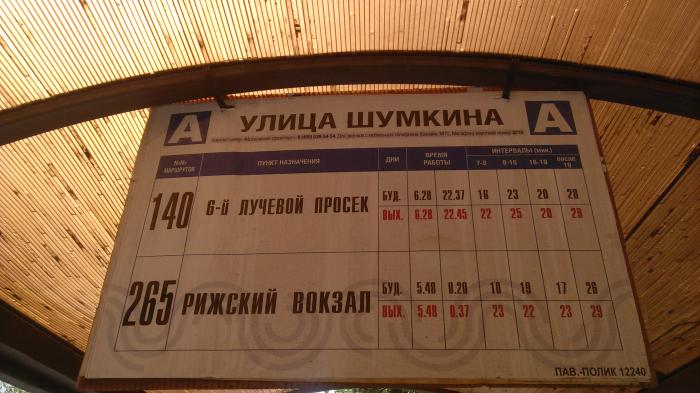 А УЛИЦА ШУМКИНА А
№№ МАРШРУТОВ ПУНКТ НАЗНАЧЕНИЯ ДНИ ВРЕМЯ РАБОТЫ ИНТЕРВАЛЫ (мин.)
7-9 9-16 16-19 после 19
140 6-й ЛУЧЕВОЙ ПРОСЕК БУД. 6.28 22.37 16 23 20 28
ВЫХ. 6.28 22.45 22 25 20 29
265 РИЖСКИЙ ВОКЗАЛ БУД. 5.48 0.20 10 19 17 26
ВЫХ. 5.48 0.37 23 22 23 29
ПАВ.-ПОЛИК 12240